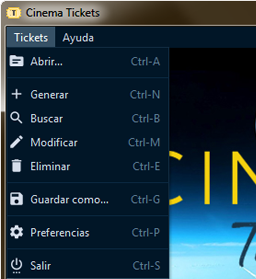 T Cinema Tickets
Tickets Ayuda
Abrir... Ctrl-A
Generar Ctrl-N
Buscar Ctrl-B
Modificar Ctrl-M
Eliminar Ctrl-E
Guardar como... Ctrl-G
Preferencias Ctrl-P
Salir Ctrl-S
CIN